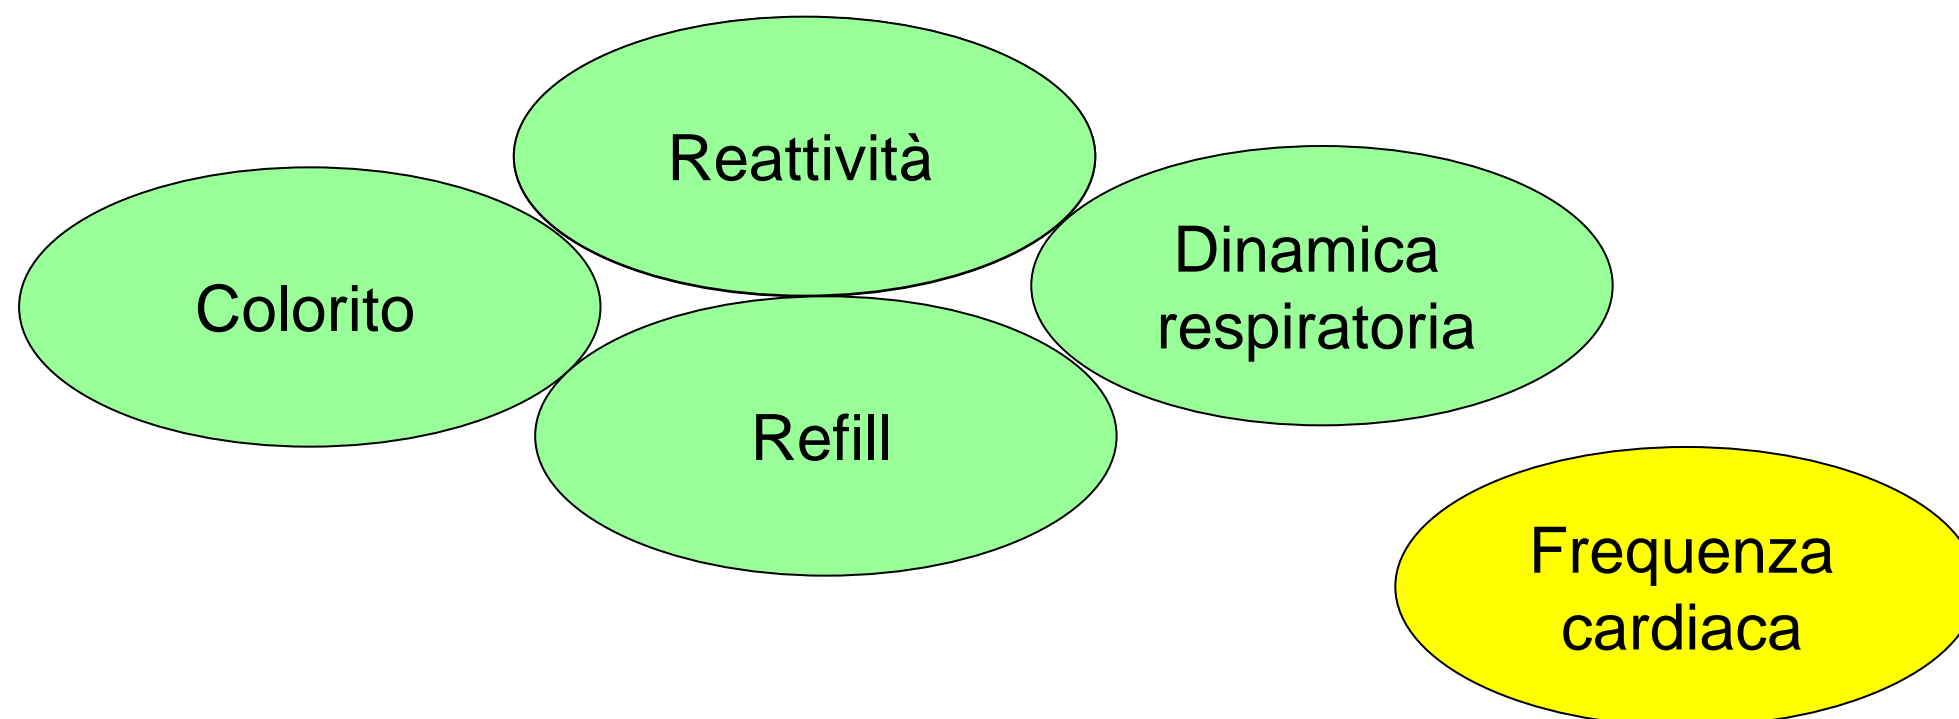 Reattività
Colorito
Dinamica
respiratoria
Refill
Frequenza
cardiaca